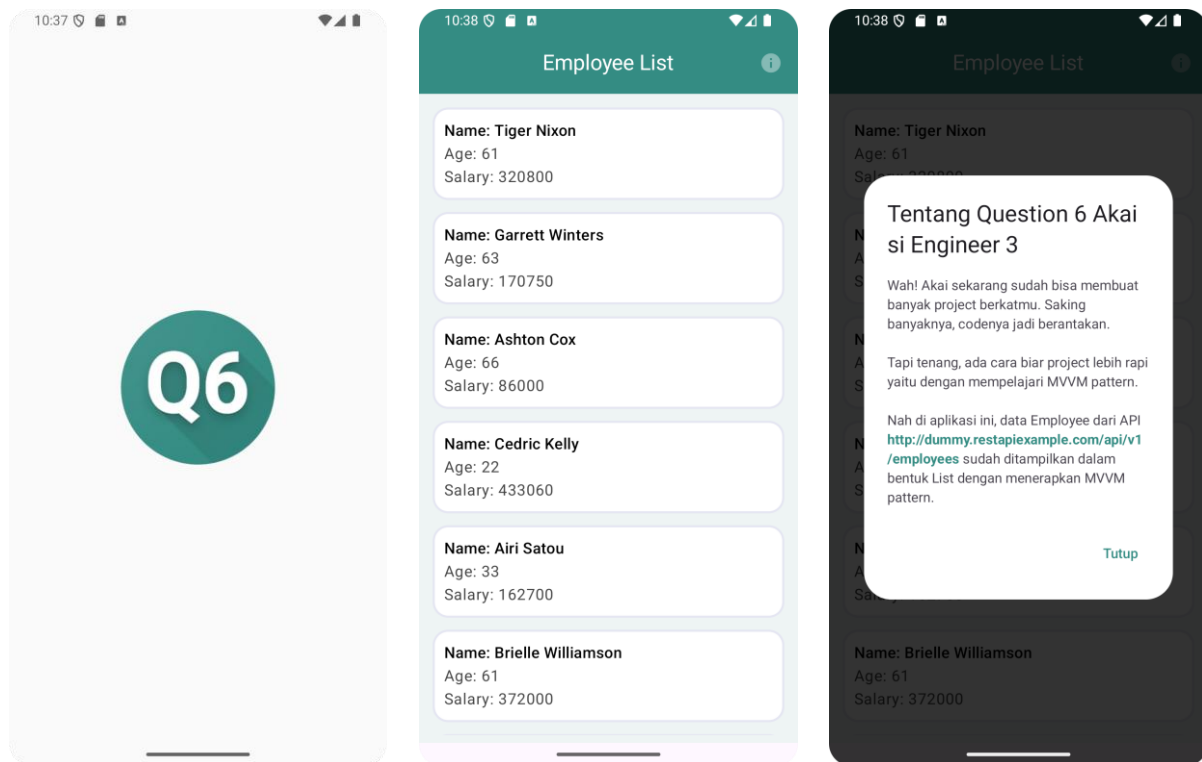 10:37
Q6
10:38
Employee List
Name: Tiger Nixon
Age: 61
Salary: 320800
Name: Garrett Winters
Age: 63
Salary: 170750
Name: Ashton Cox
Age: 66
Salary: 86000
Name: Cedric Kelly
Age: 22
Salary: 433060
Name: Airi Satou
Age: 33
Salary: 162700
Name: Brielle Williamson
Age: 61
Salary: 372000
10:38
Employee List
Name: Tiger Nixon
Age: 61
Tentang Question 6 Akai
si Engineer 3
Wah! Akai sekarang sudah bisa membuat
banyak project berkatmu. Saking
banyaknya, codenya jadi berantakan.
Tapi tenang, ada cara biar project lebih rapi
yaitu dengan mempelajari MVVM pattern.
Nah di aplikasi ini, data Employee dari API
http://dummy.restapiexample.com/api/v1
/employees sudah ditampilkan dalam
bentuk List dengan menerapkan MVVM
pattern.
Tutup
Name: Brielle Williamson
Age: 61
Salary: 372000